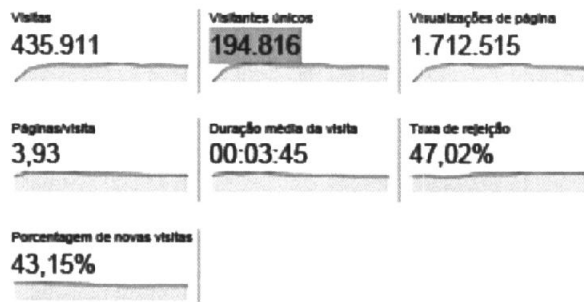 Visitas
435.911
Visitantes únicos
194.816
Visualizações de página
1.712.515
Páginas/visita
3,93
Duração média da visita
00:03:45
Taxa de rejeição
47,02%
Porcentagem de novas visitas
43,15%